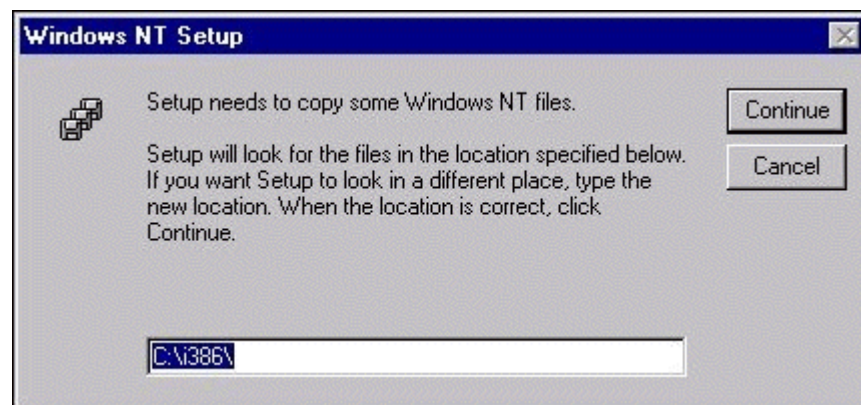 Windows NT Setup
Setup needs to copy some Windows NT files.
Continue
Setup will look for the files in the location specified below.
If you want Setup to look in a different place, type the
new location. When the location is correct, click
Continue.
Cancel
C:\i386\